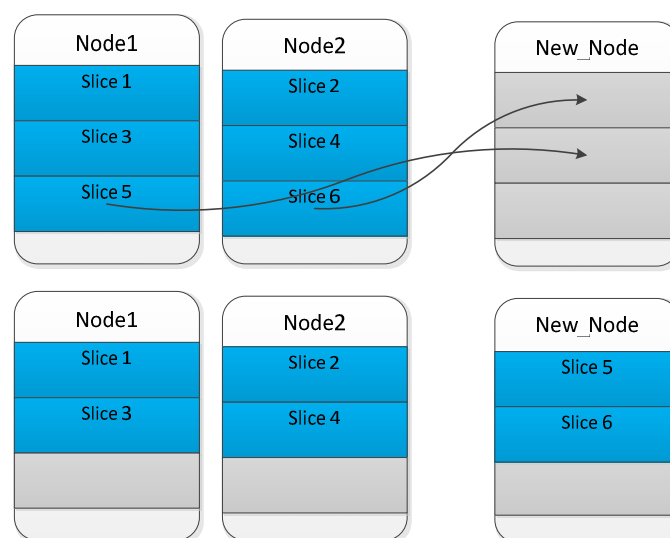 Node1
Node2
New_Node
Slice 1
Slice 2
Slice 3
Slice 4
Slice 5
Slice 6
Node1
Node2
New_Node
Slice 1
Slice 2
Slice 5
Slice 3
Slice 4
Slice 6